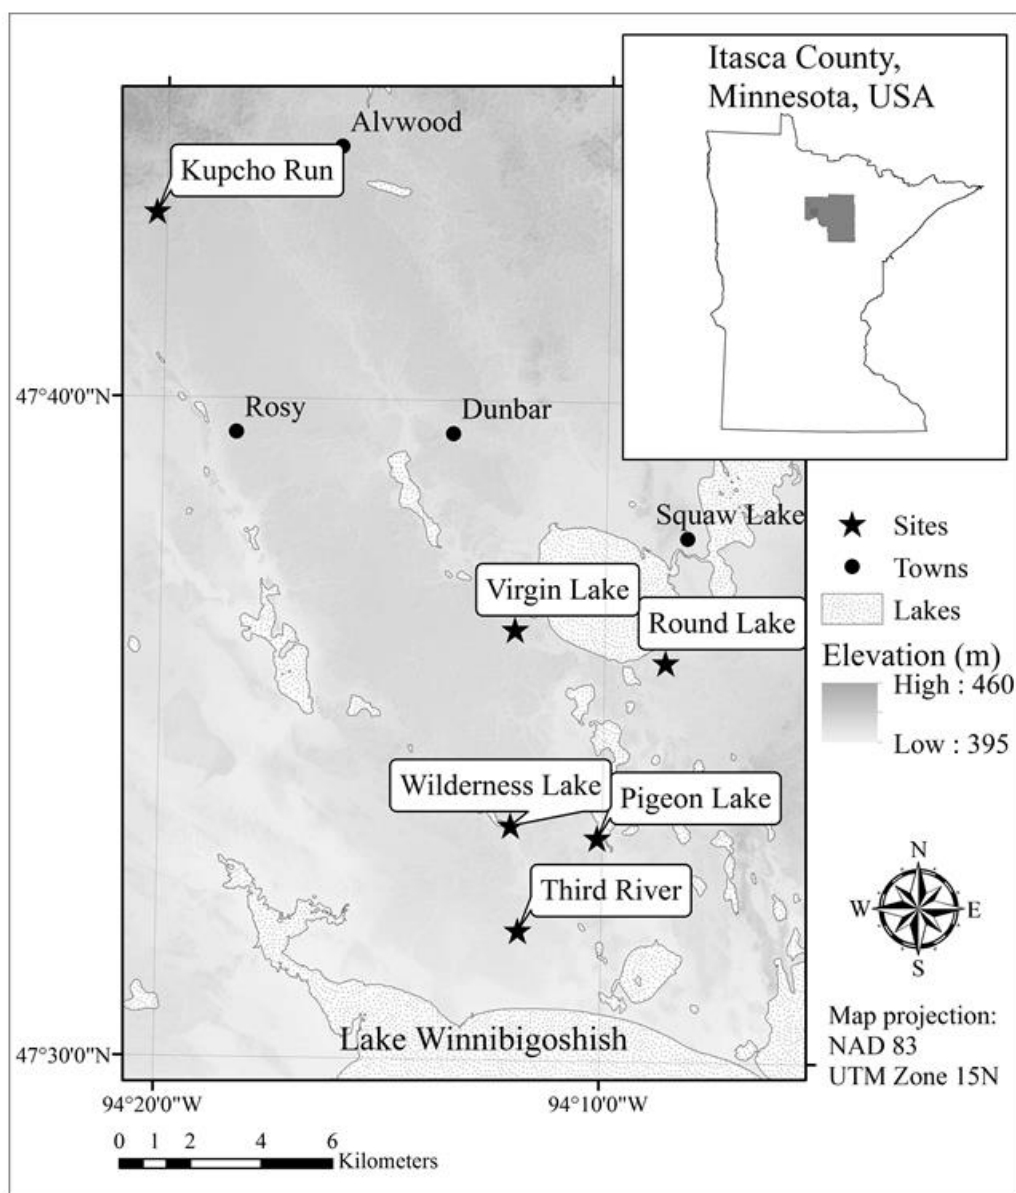 Itasca County,
Minnesota, USA
Alvwood
Kupcho Run
47°40'0"N
Rosy
Dunbar
Squaw Lake
Virgin Lake
Round Lake
Wilderness Lake
Pigeon Lake
Third River
Lake Winnibigoshish
47°30'0"N
94°20'0"W
94°10'0"W
0 1 2 4 6
Kilometers
Sites
Towns
Lakes
Elevation (m)
High : 460
Low : 395
N
W E
S
Map projection:
NAD 83
UTM Zone 15N